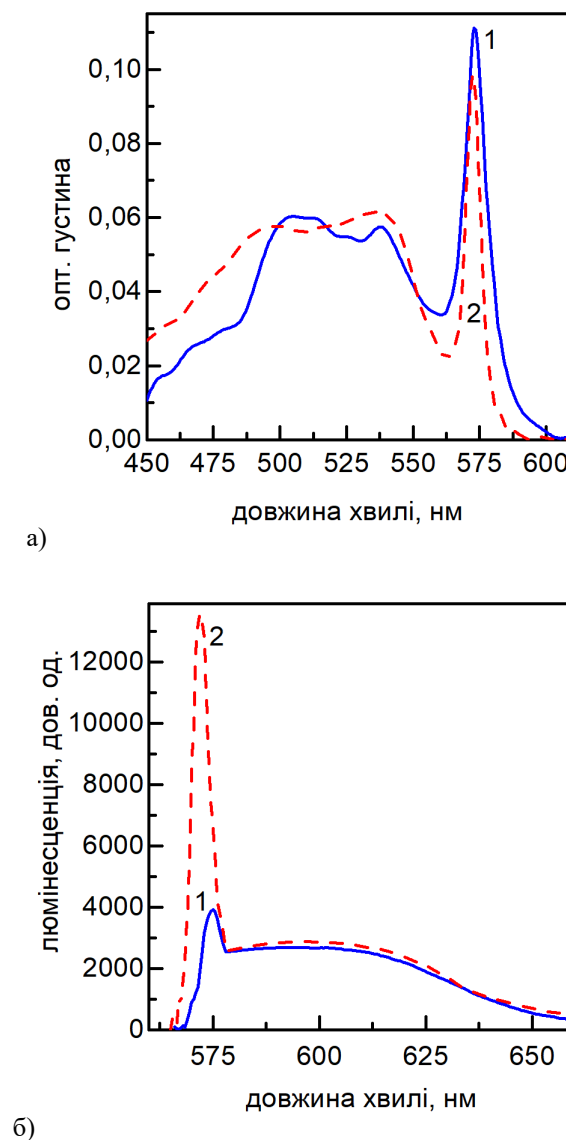 1
0,10
0,08
0,06
0,04
0,02
0,00
опт. густина
2
450 475 500 525 550 575 600
довжина хвилі, нм
а)
2
12000
10000
8000
6000
4000
2000
0
люмінесценція, дов. од.
1
575 600 625 650
довжина хвилі, нм
б)